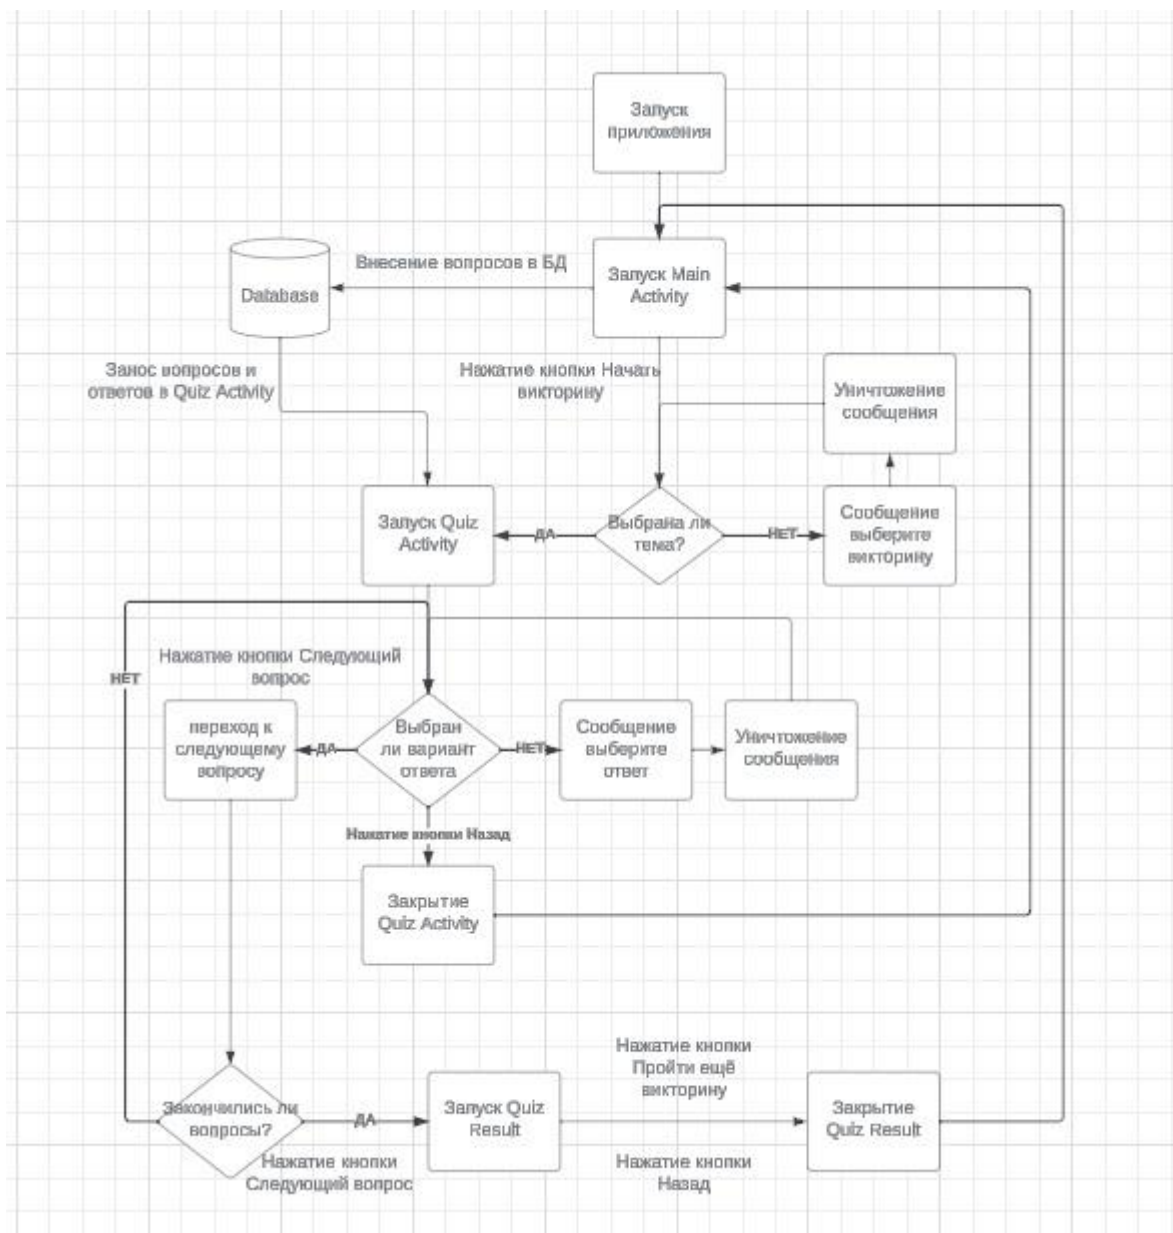 Запуск
приложения
Внесение вопросов в БД
Запуск Main
Activity
Database
Занос вопросов и
ответов в Quiz Activity
Нажатие кнопки Начать
викторину
Уничтожение
сообщения
Запуск Quiz
Activity
ДА
Выбрана ли
тема?
НЕТ
Сообщение
выберите
викторину
Нажатие кнопки Следующий
вопрос
НЕТ
переход к
следующему
вопросу
ДА
Выбран
ли вариант
ответа
НЕТ
Сообщение
выберите
ответ
Уничтожение
сообщения
Нажатие кнопки Назад
Закрытие
Quiz Activity
Закончились ли
вопросы?
ДА
Нажатие кнопки
Следующий вопрос
Запуск Quiz
Result
Нажатие кнопки
Пройти ещё
викторину
Нажатие кнопки
Назад
Закрытие
Quiz Result